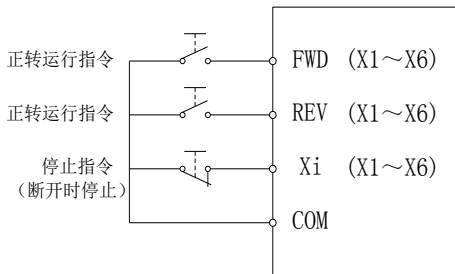 正转运行指令 FWD (X1～X6)
正转运行指令 REV (X1～X6)
停止指令 Xi (X1～X6)
（断开时停止）
COM